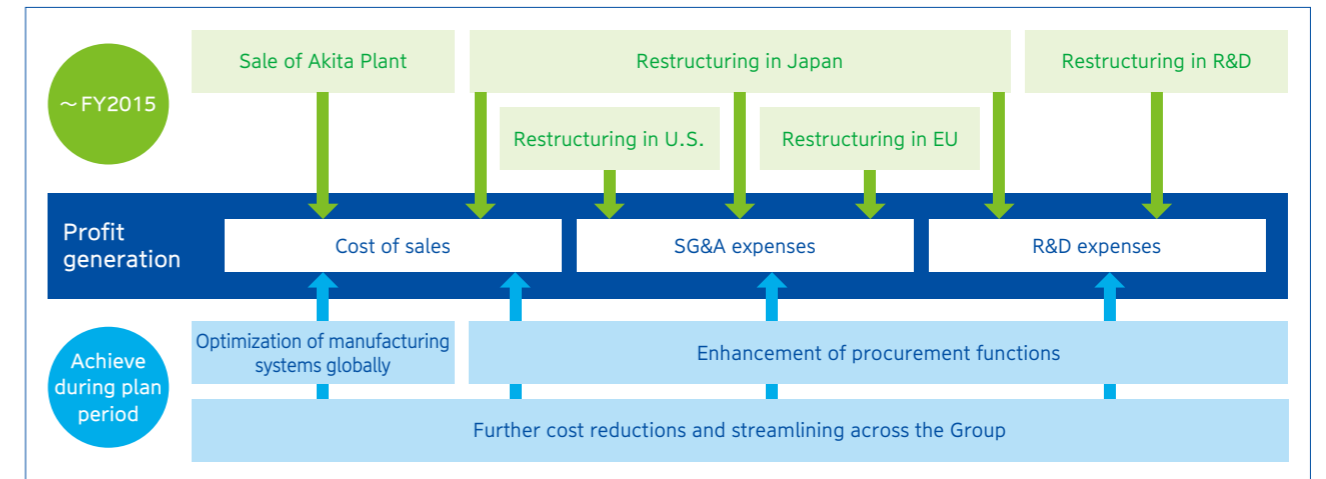 Sale of Akita Plant
Restructuring in Japan
Restructuring in R&D
～FY2015
Restructuring in U.S.
Restructuring in EU
Profit
generation
Cost of sales
SG&A expenses
R&D expenses
Achieve
during plan
period
Optimization of manufacturing
systems globally
Enhancement of procurement functions
Further cost reductions and streamlining across the Group